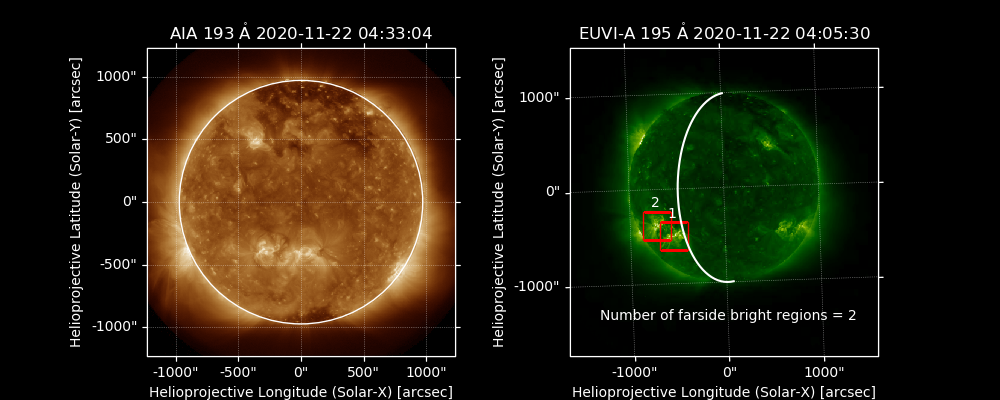 AIA 193 Å 2020-11-22 04:33:04
1000"
500"
0"
-500"
-1000"
-1000"
-500"
0"
500"
1000"
Helioprojective Longitude (Solar-X) [arcsec]
Helioprojective Latitude (Solar-Y) [arcsec]
EUVI-A 195 Å 2020-11-22 04:05:30
1000"
0"
-1000"
2
1
Number of farside bright regions = 2
-1000"
0"
1000"
Helioprojective Longitude (Solar-X) [arcsec]
Helioprojective Latitude (Solar-Y) [arcsec]